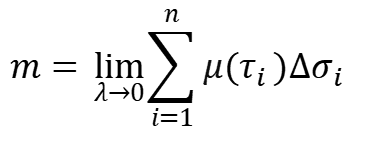 m = lim_{λ→0} ∑_{i=1}^{n} μ(τ_i)Δσ_i